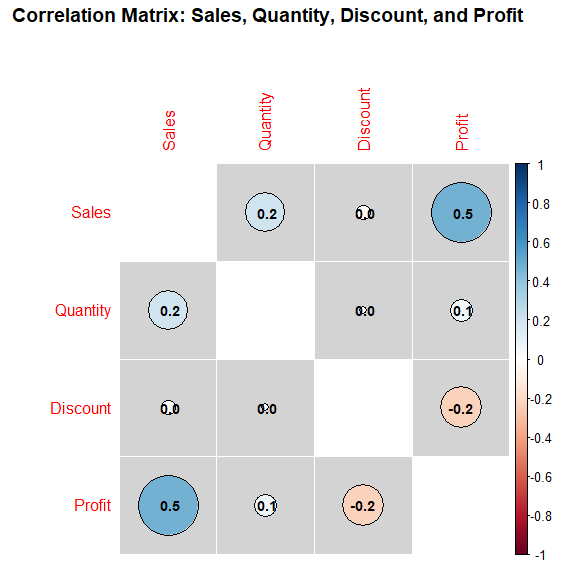 Correlation Matrix: Sales, Quantity, Discount, and Profit
Sales Quantity Discount Profit
Sales 0.2 0.0 0.5
Quantity 0.2 0.0 0.1
Discount 0.0 0.0 -0.2
Profit 0.5 0.1 -0.2
1
0.8
0.6
0.4
0.2
0
-0.2
-0.4
-0.6
-0.8
-1